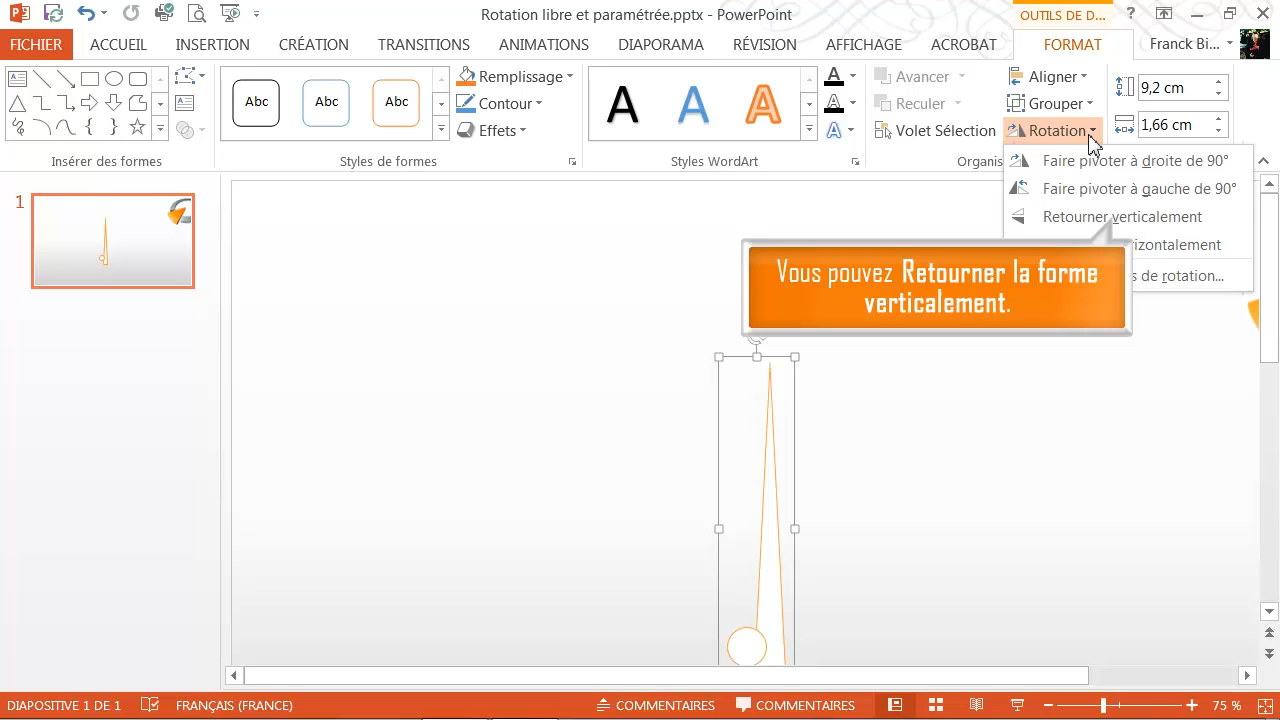 Rotation libre et paramétrée.pptx - PowerPoint
OUTILS DE D...
?
FICHIER
ACCUEIL
INSERTION
CRÉATION
TRANSITIONS
ANIMATIONS
DIAPORAMA
RÉVISION
AFFICHAGE
ACROBAT
FORMAT
Franck Bi...
Abc
Abc
Abc
Remplissage
Contour
Effets
A
A
A
A
A
A
Avancer
Reculer
Volet Sélection
Aligner
Grouper
Rotation
9,2 cm
1,66 cm
Insérer des formes
Styles de formes
Styles WordArt
Organis
Faire pivoter à droite de 90°
Faire pivoter à gauche de 90°
Retourner verticalement
rizontalement
s de rotation...
Vous pouvez Retourner la forme
verticalement.
1
DIAPOSITIVE 1 DE 1
FRANÇAIS (FRANCE)
COMMENTAIRES
COMMENTAIRES
75 %